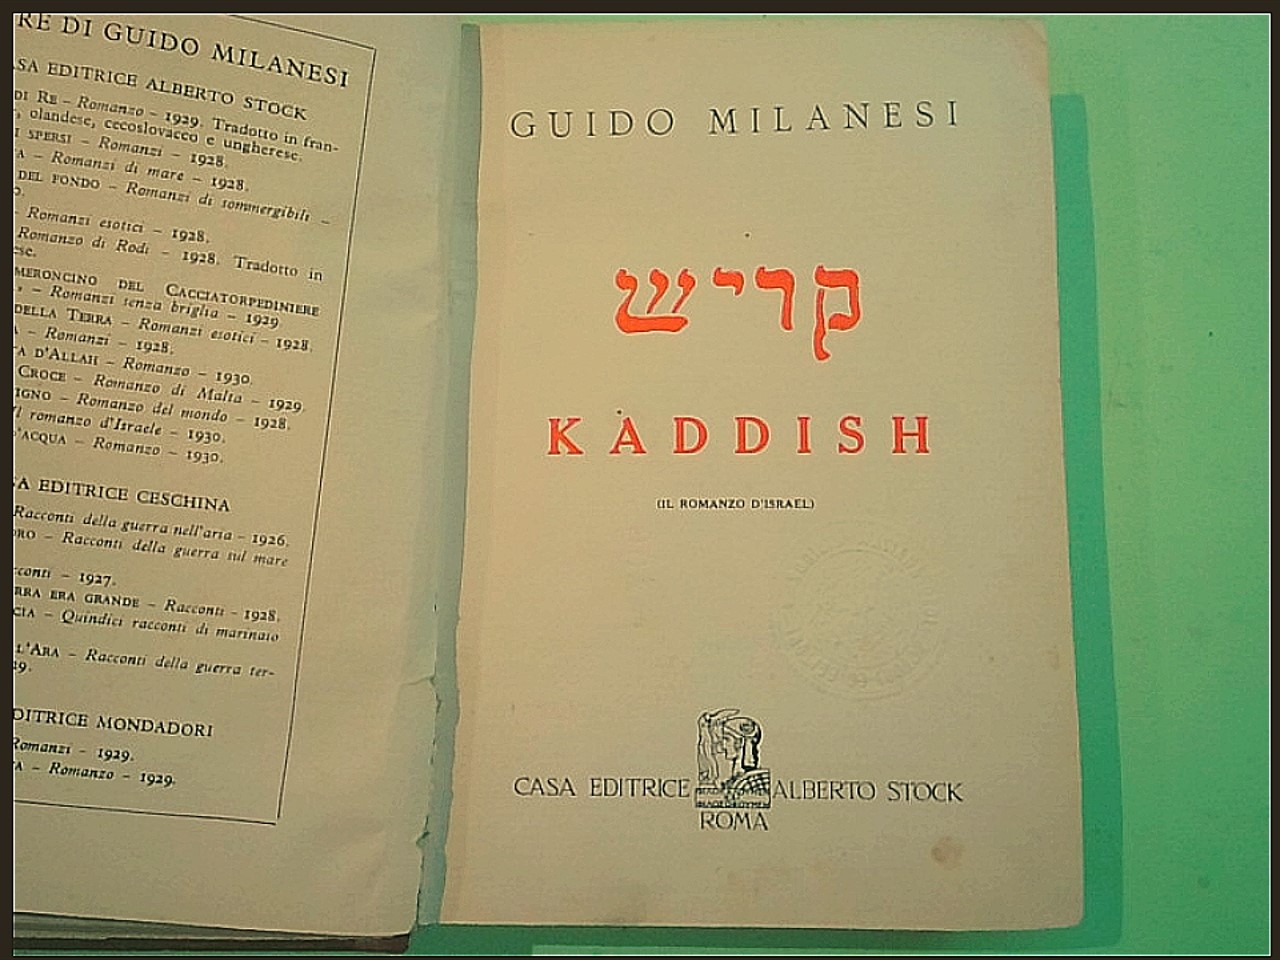 RE DI GUIDO MILANESI
SA EDITRICE ALBERTO STOCK
DI RE – Romanzo – 1929. Tradotto in fran-
, olandese, cecoslovacco e ungherese.
I SPERSI – Romanzi – 1928.
A – Romanzi di mare – 1928.
DEL FONDO – Romanzi di sommergibili –
– Romanzi esotici – 1928.
Romanzo di Rodi – 1928. Tradotto in
ese.
MERONCINO DEL CACCIATORPEDINIERE
" – Romanzi senza briglia – 1929
DELLA TERRA – Romanzi esotici – 1928.
A – Romanzi – 1928.
TA D'ALLAH – Romanzo – 1930.
CROCE – Romanzo di Malta – 1929.
IGNO – Romanzo del mondo – 1928.
Il romanzo d'Israele – 1930.
D'ACQUA – Romanzo – 1930.
SA EDITRICE CESCHINA
Racconti della guerra nell'aria – 1926.
ORO – Racconti della guerra sul mare
cconti – 1927.
RRA ERA GRANDE – Racconti – 1928.
CIA – Quindici racconti di marinaio
L'ARA – Racconti della guerra ter-
29.
DITRICE MONDADORI
Romanzi – 1929.
A – Romanzo – 1929.
GUIDO MILANESI
קריש
KADDISH
(IL ROMANZO D'ISRAEL)
CASA EDITRICE ALBERTO STOCK
ROMA